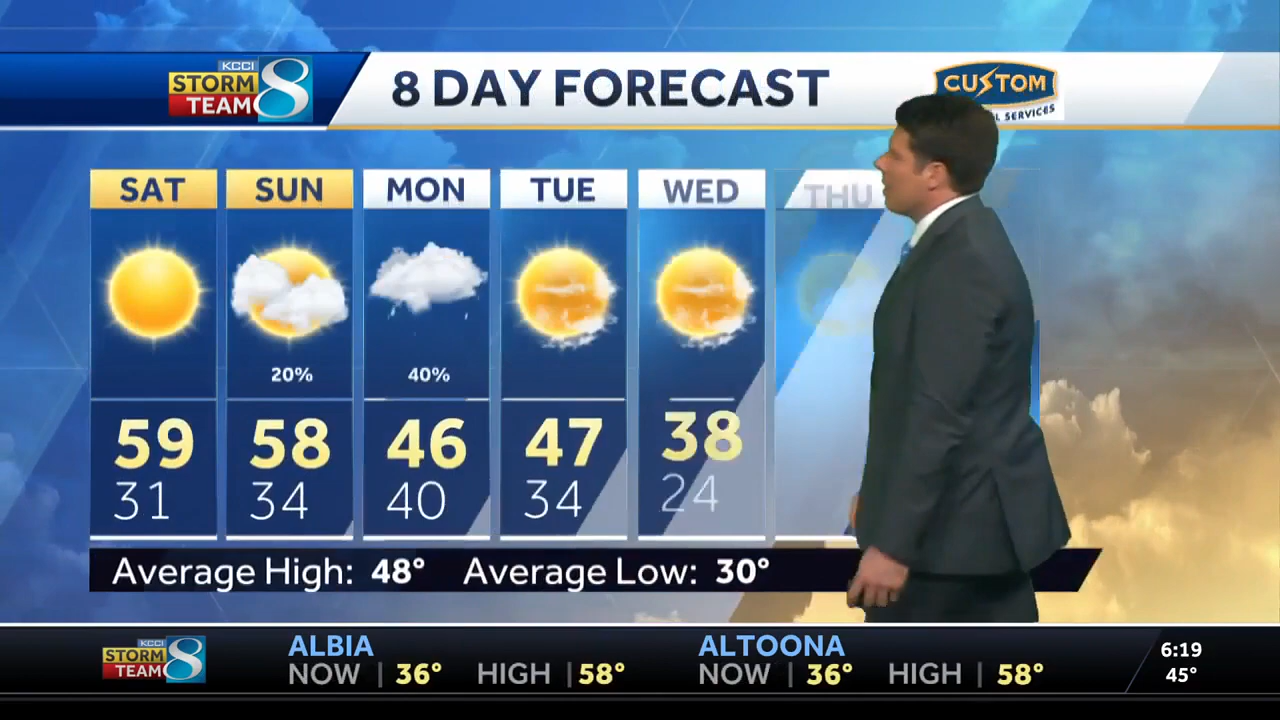 KCCI
STORM
TEAM 8
8 DAY FORECAST
CUSTOM
L SERVICES
SAT SUN MON TUE WED THU
20% 40%
59 58 46 47 38
31 34 40 34 24
Average High: 48° Average Low: 30°
KCCI
STORM
TEAM 8
ALBIA
NOW | 36° HIGH | 58°
ALTOONA
NOW | 36° HIGH | 58°
6:19
45°